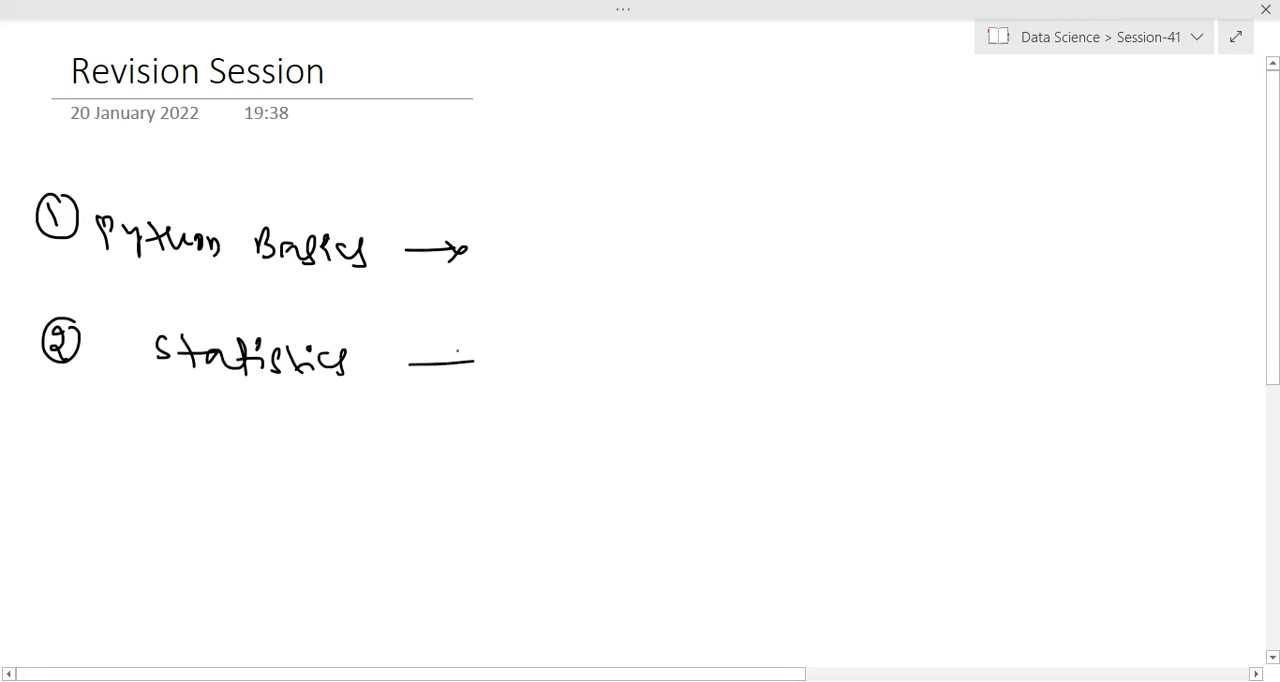 Data Science > Session-41
Revision Session
20 January 2022 19:38
① Python Basics →
② Statistics —